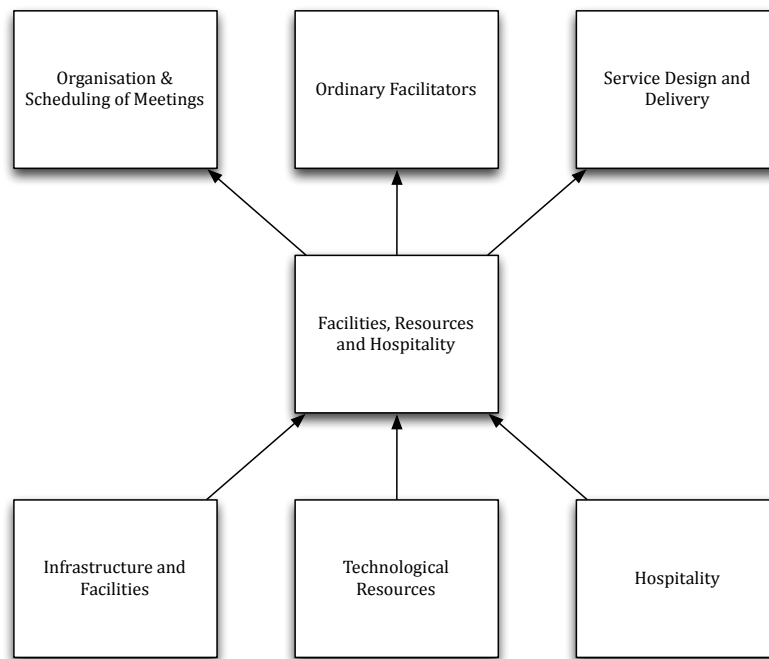 Organisation &
Scheduling of Meetings
Ordinary Facilitators
Service Design and
Delivery
Facilities, Resources
and Hospitality
Infrastructure and
Facilities
Technological
Resources
Hospitality